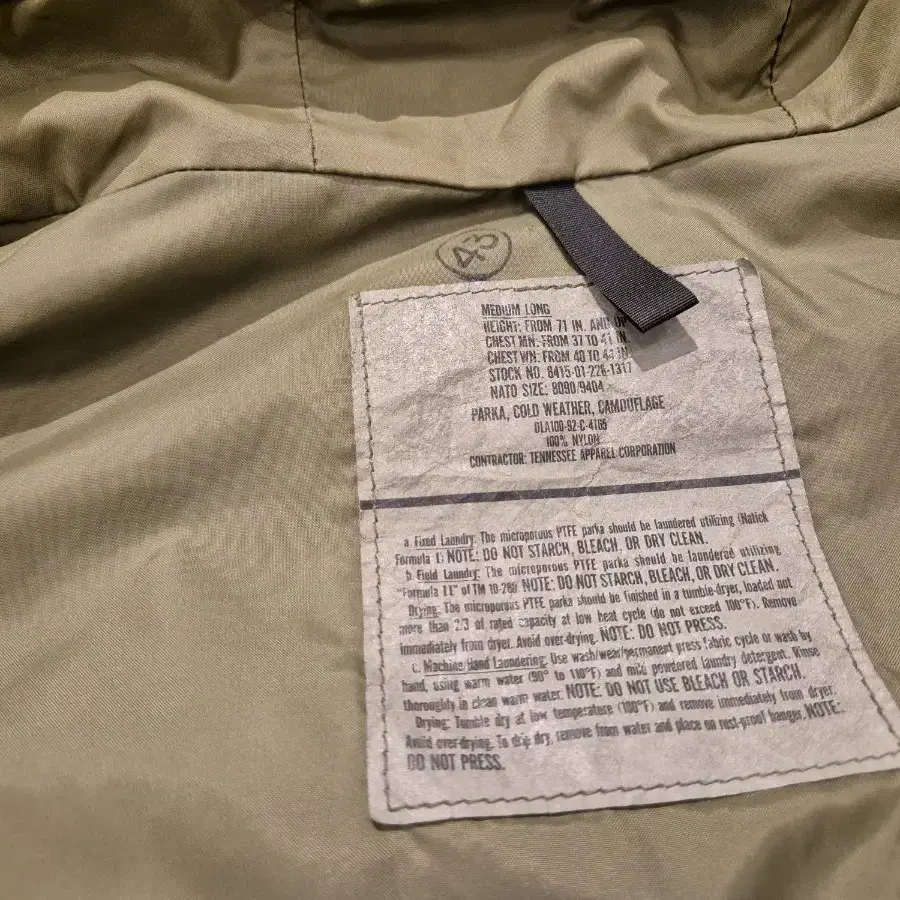 43
MEDIUM LONG
HEIGHT: FROM 71 IN. AND UP
CHEST MN: FROM 37 TO 41 IN.
CHEST WN: FROM 40 TO 44 IN.
STOCK NO. 8415-01-228-1317
NATO SIZE: 8090/9404
PARKA, COLD WEATHER, CAMOUFLAGE
DLA100-92-C-4165
100% NYLON
CONTRACTOR: TENNESSEE APPAREL CORPORATION
a. Fixed Laundry: The microporous PTFE parka should be laundered utilizing (Natick
Formula I) NOTE: DO NOT STARCH, BLEACH, OR DRY CLEAN.
b. Field Laundry: The microporous PTFE parka should be laundered utilizing
"Formula II" of TM 10-280 NOTE: DO NOT STARCH, BLEACH, OR DRY CLEAN.
Drying: The microporous PTFE parka should be finished in a tumble-dryer, loaded not
more than 2/3 of rated capacity at low heat cycle (do not exceed 100°F). Remove
immediately from dryer. Avoid over-drying. NOTE: DO NOT PRESS.
c. Machine/Hand Laundering: Use wash/wear/permanent press fabric cycle or wash by
hand, using warm water (90° to 110°F) and mild powdered laundry detergent. Rinse
thoroughly in clean warm water. NOTE: DO NOT USE BLEACH OR STARCH.
Drying: Tumble dry at low temperature (100°F) and remove immediately from dryer.
Avoid over-drying. To drip dry, remove from water and place on rust-proof hanger. NOTE:
DO NOT PRESS.